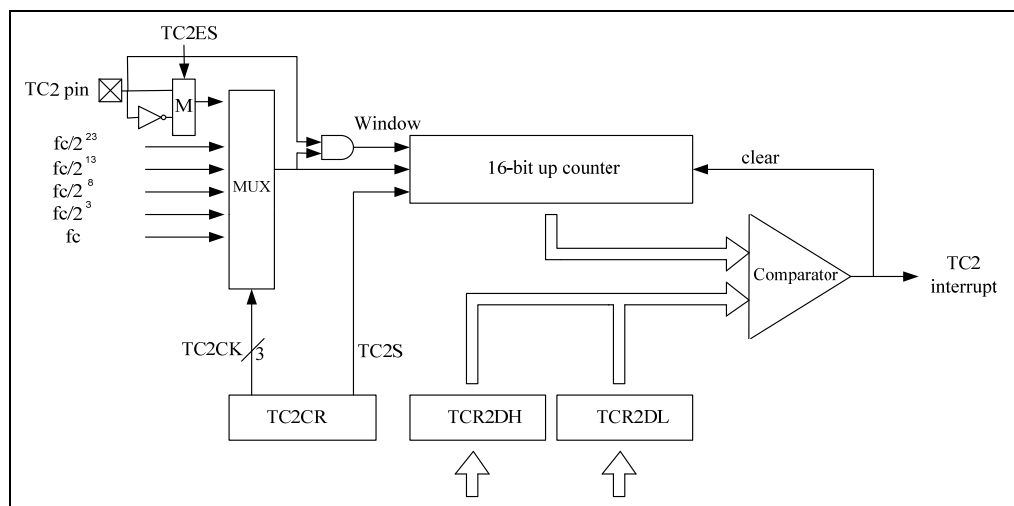 TC2ES
TC2 pin
M
fc/2 23
fc/2 13
fc/2 8
fc/2 3
fc
MUX
Window
16-bit up counter
clear
Comparator
TC2
interrupt
TC2CK
3
TC2S
TC2CR
TCR2DH
TCR2DL